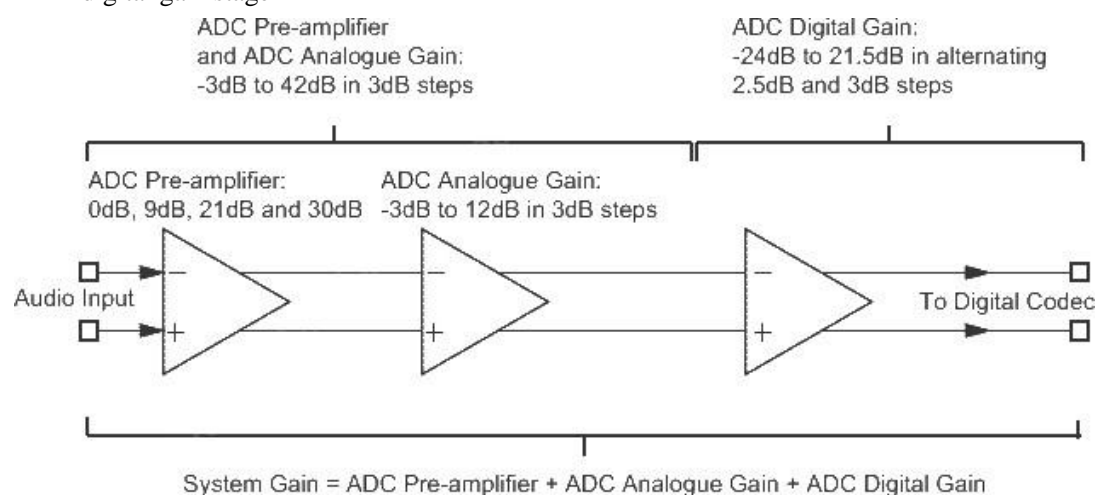 ADC Pre-amplifier
and ADC Analogue Gain:
-3dB to 42dB in 3dB steps
ADC Digital Gain:
-24dB to 21.5dB in alternating
2.5dB and 3dB steps
ADC Pre-amplifier:
0dB, 9dB, 21dB and 30dB
ADC Analogue Gain:
-3dB to 12dB in 3dB steps
Audio Input
− − −
+ + +
To Digital Codec
System Gain = ADC Pre-amplifier + ADC Analogue Gain + ADC Digital Gain